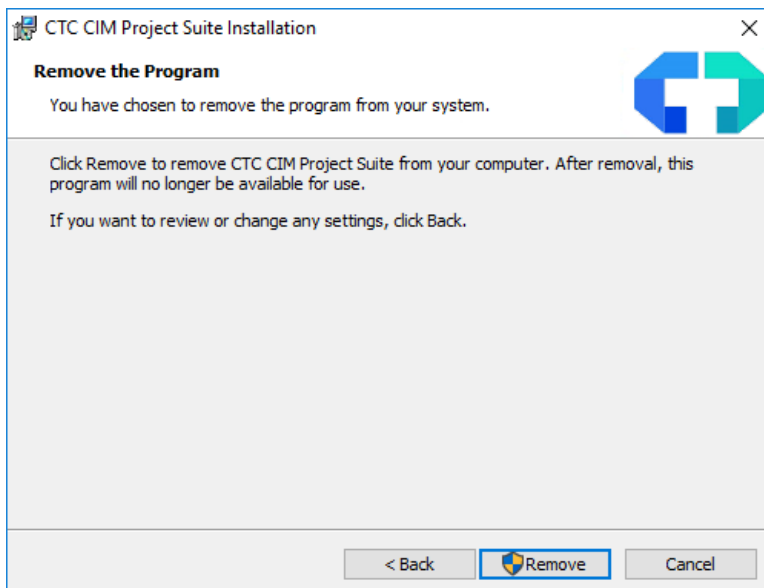 CTC CIM Project Suite Installation
Remove the Program
You have chosen to remove the program from your system.
Click Remove to remove CTC CIM Project Suite from your computer. After removal, this
program will no longer be available for use.
If you want to review or change any settings, click Back.
< Back
Remove
Cancel